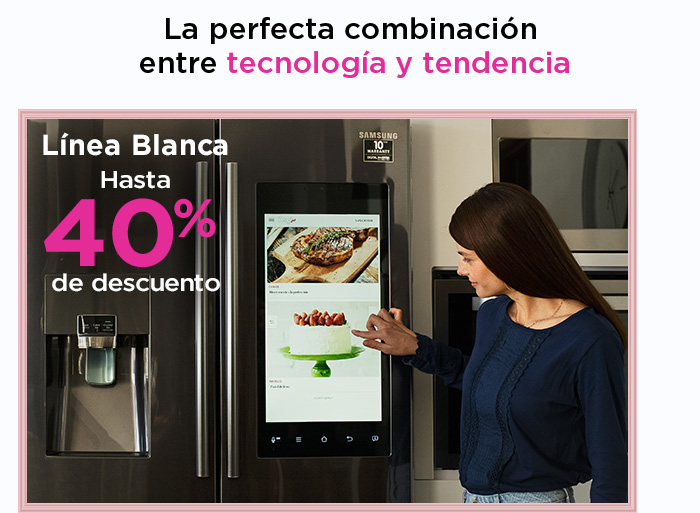 La perfecta combinación
entre tecnología y tendencia
Línea Blanca
Hasta
40%
de descuento
SAMSUNG
10
WARRANTY